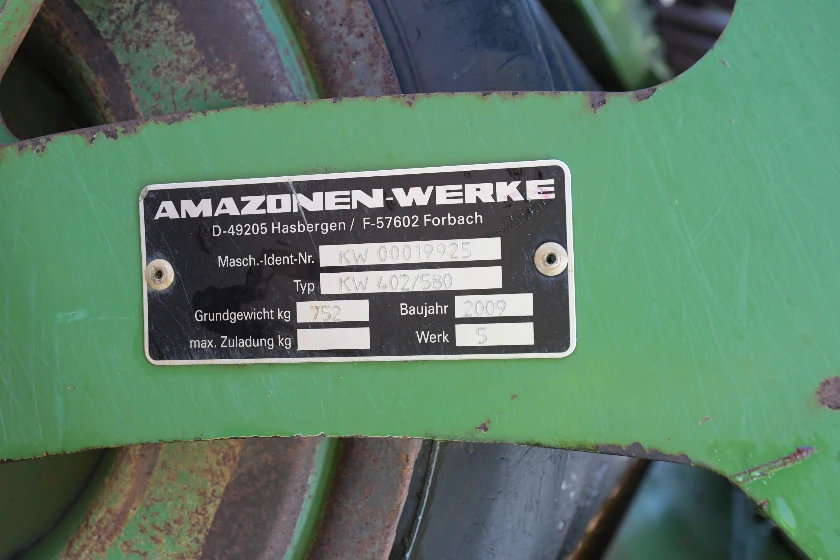 AMAZONEN-WERKE
D-49205 Hasbergen / F-57602 Forbach
Masch.-Ident-Nr. KW 00019925
Typ KW 402/580
Grundgewicht kg 752 Baujahr 2009
max. Zuladung kg Werk 5